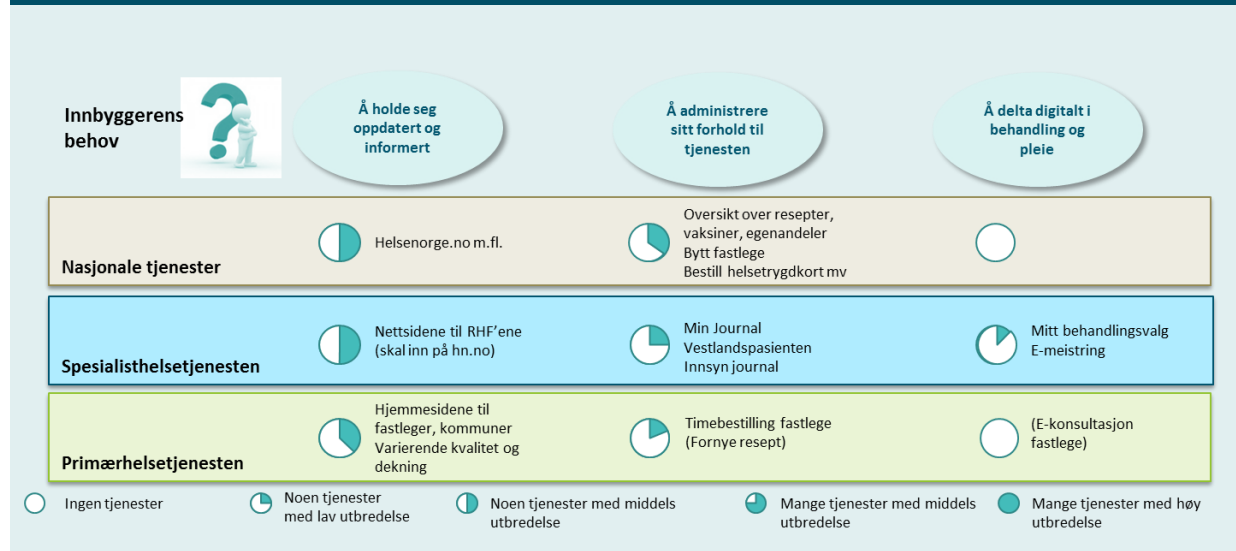 Innbyggerens
behov
Å holde seg
oppdatert og
informert
Å administrere
sitt forhold til
tjenesten
Å delta digitalt i
behandling og
pleie
Nasjonale tjenester
Helsenorge.no m.fl.
Oversikt over resepter,
vaksiner, egenandeler
Bytt fastlege
Bestill helsetrygdkort mv
Spesialisthelsetjenesten
Nettsidene til RHF'ene
(skal inn på hn.no)
Min Journal
Vestlandspasienten
Innsyn journal
Mitt behandlingsvalg
E-meistring
Primærhelsetjenesten
Hjemmesidene til
fastleger, kommuner
Varierende kvalitet og
dekning
Timebestilling fastlege
(Fornye resept)
(E-konsultasjon
fastlege)
Ingen tjenester
Noen tjenester
med lav utbredelse
Noen tjenester med middels
utbredelse
Mange tjenester med middels
utbredelse
Mange tjenester med høy
utbredelse